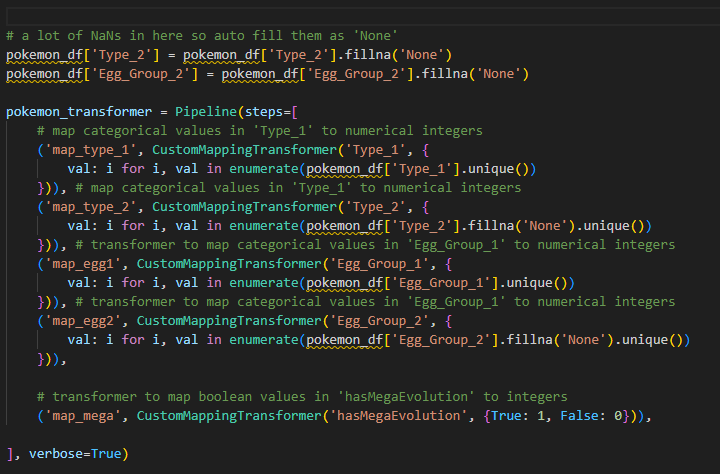 # a lot of NaNs in here so auto fill them as 'None'
pokemon_df['Type_2'] = pokemon_df['Type_2'].fillna('None')
pokemon_df['Egg_Group_2'] = pokemon_df['Egg_Group_2'].fillna('None')

pokemon_transformer = Pipeline(steps=[
    # map categorical values in 'Type_1' to numerical integers
    ('map_type_1', CustomMappingTransformer('Type_1', {
        val: i for i, val in enumerate(pokemon_df['Type_1'].unique())
    })), # map categorical values in 'Type_1' to numerical integers
    ('map_type_2', CustomMappingTransformer('Type_2', {
        val: i for i, val in enumerate(pokemon_df['Type_2'].fillna('None').unique())
    })), # transformer to map categorical values in 'Egg_Group_1' to numerical integers
    ('map_egg1', CustomMappingTransformer('Egg_Group_1', {
        val: i for i, val in enumerate(pokemon_df['Egg_Group_1'].unique())
    })), # transformer to map categorical values in 'Egg_Group_1' to numerical integers
    ('map_egg2', CustomMappingTransformer('Egg_Group_2', {
        val: i for i, val in enumerate(pokemon_df['Egg_Group_2'].fillna('None').unique())
    })),

    # transformer to map boolean values in 'hasMegaEvolution' to integers
    ('map_mega', CustomMappingTransformer('hasMegaEvolution', {True: 1, False: 0})),

], verbose=True)